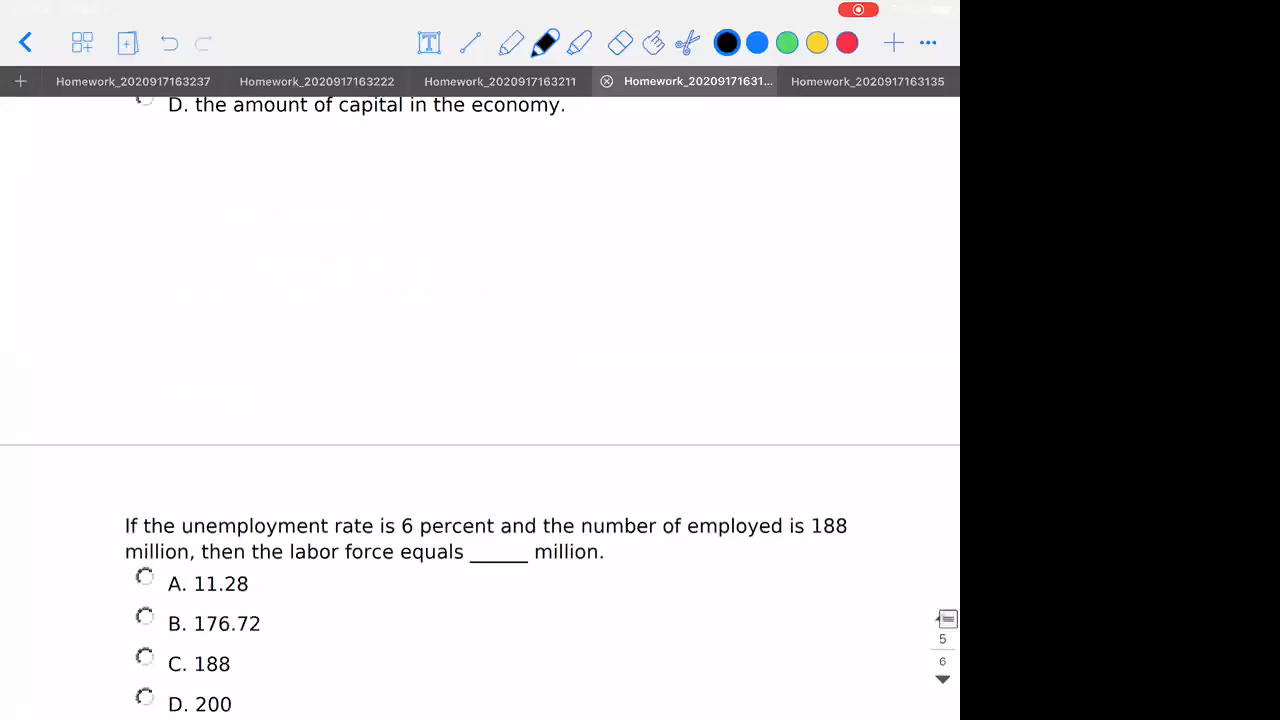 Homework_2020917163237
Homework_2020917163222
Homework_2020917163211
Homework_20209171631...
Homework_2020917163135
D. the amount of capital in the economy.
If the unemployment rate is 6 percent and the number of employed is 188
million, then the labor force equals ______ million.
A. 11.28
B. 176.72
C. 188
D. 200
5
6